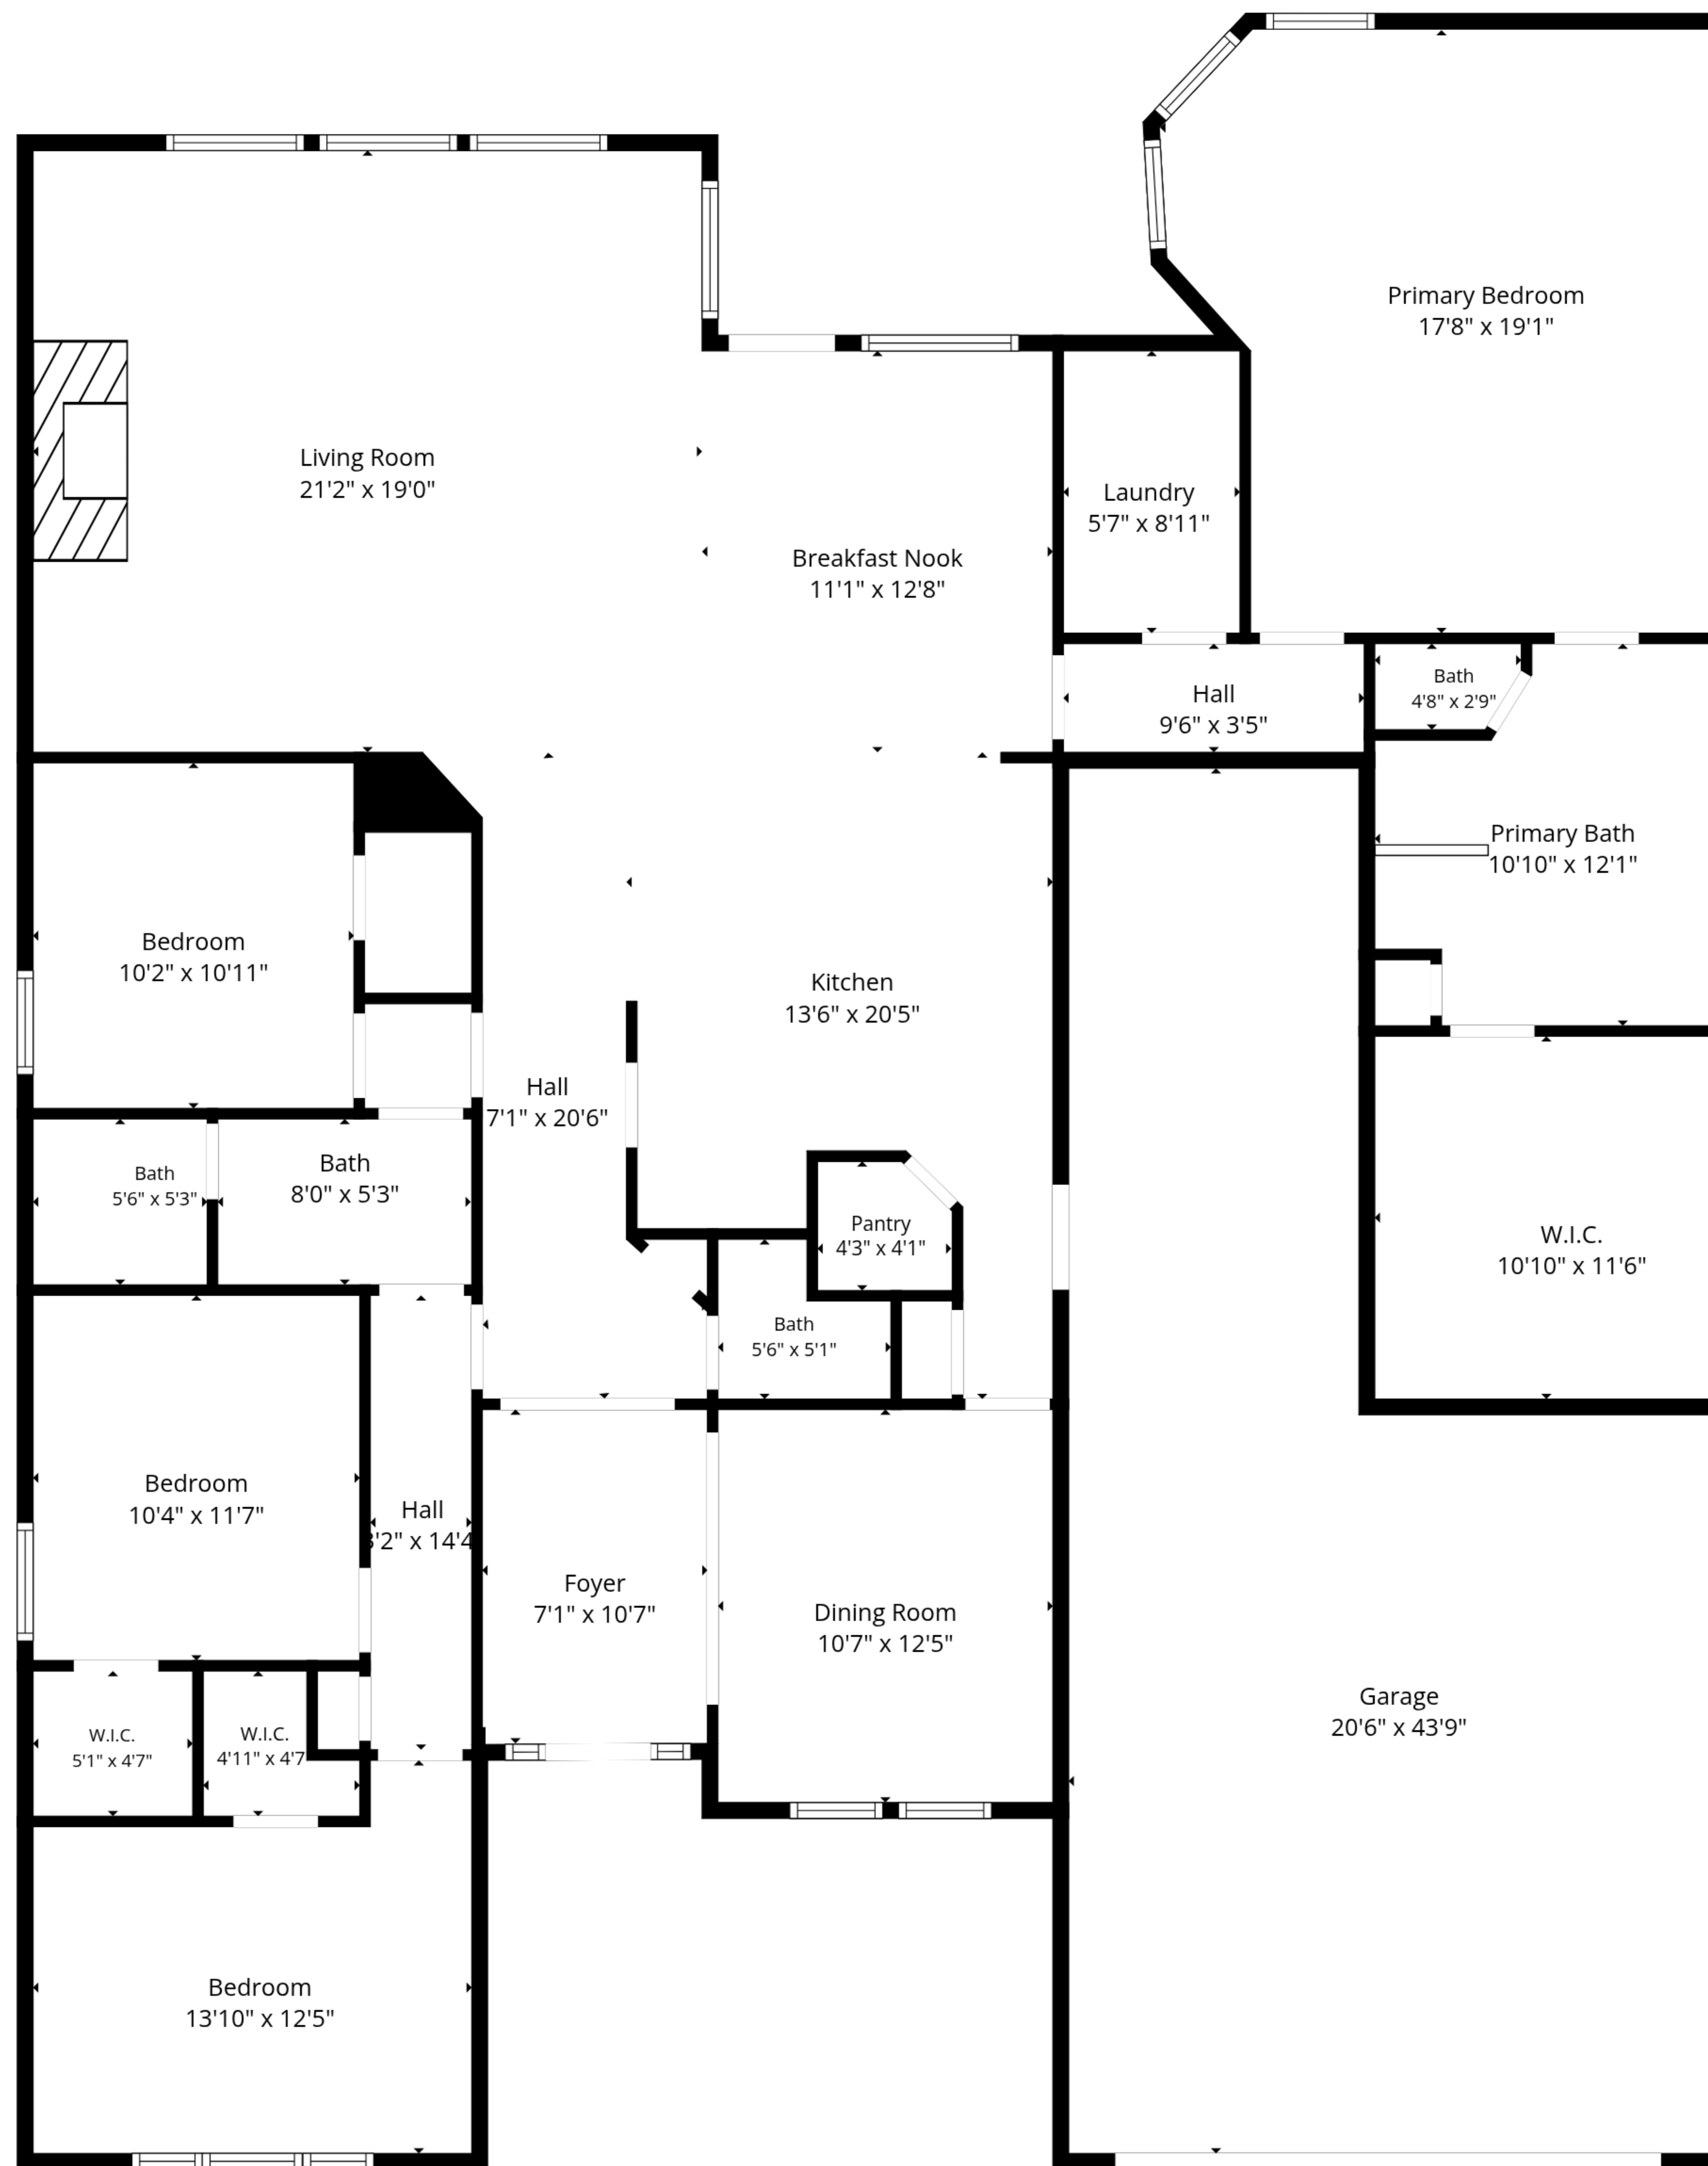 Primary Bedroom
17'8" x 19'1"
Living Room
21'2" x 19'0"
Laundry
5'7" x 8'11"
Breakfast Nook
11'1" x 12'8"
Bath
4'8" x 2'9"
Hall
9'6" x 3'5"
Primary Bath
10'10" x 12'1"
Bedroom
10'2" x 10'11"
Kitchen
13'6" x 20'5"
Hall
7'1" x 20'6"
Bath
5'6" x 5'3"
Bath
8'0" x 5'3"
Pantry
4'3" x 4'1"
W.I.C.
10'10" x 11'6"
Bath
5'6" x 5'1"
Bedroom
10'4" x 11'7"
Hall
'2" x 14'4
Foyer
7'1" x 10'7"
Dining Room
10'7" x 12'5"
Garage
20'6" x 43'9"
W.I.C.
5'1" x 4'7"
W.I.C.
4'11" x 4'7
Bedroom
13'10" x 12'5"